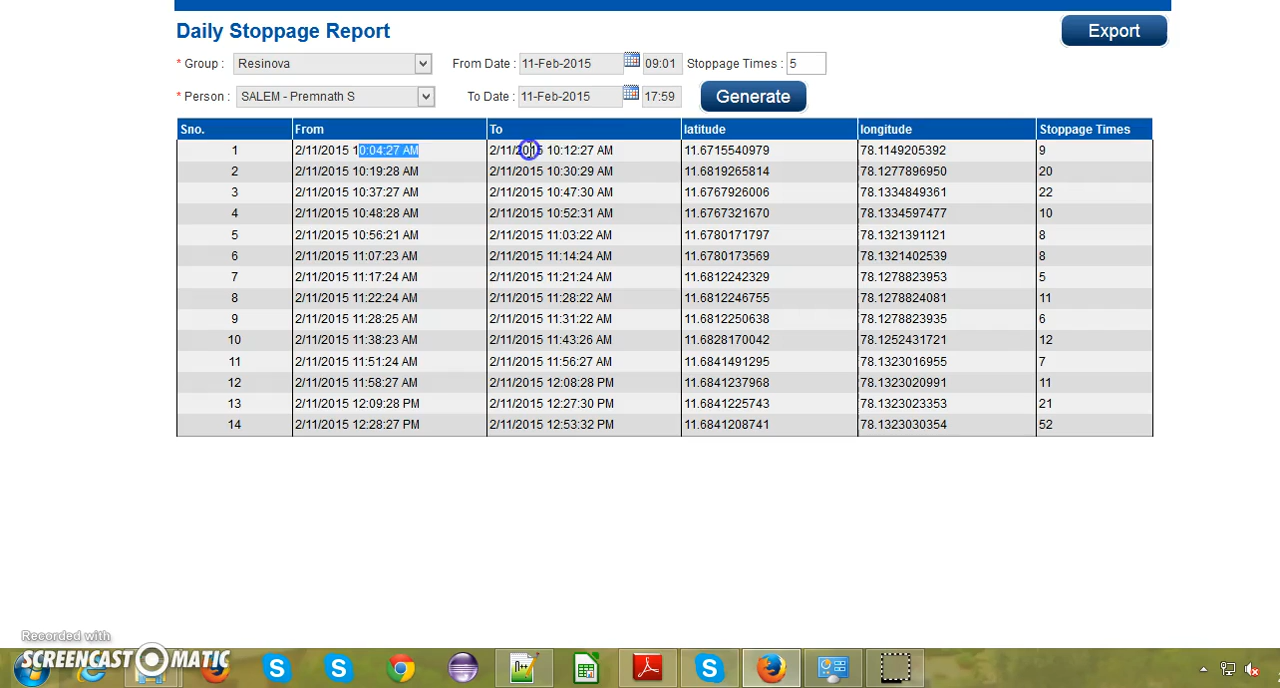 Daily Stoppage Report
Export
* Group : Resinova From Date : 11-Feb-2015 09:01 Stoppage Times : 5
* Person : SALEM - Premnath S To Date : 11-Feb-2015 17:59 Generate
Sno. From To latitude longitude Stoppage Times
1 2/11/2015 10:04:27 AM 2/11/2015 10:12:27 AM 11.6715540979 78.1149205392 9
2 2/11/2015 10:19:28 AM 2/11/2015 10:30:29 AM 11.6819265814 78.1277896950 20
3 2/11/2015 10:37:27 AM 2/11/2015 10:47:30 AM 11.6767926006 78.1334849361 22
4 2/11/2015 10:48:28 AM 2/11/2015 10:52:31 AM 11.6767321670 78.1334597477 10
5 2/11/2015 10:56:21 AM 2/11/2015 11:03:22 AM 11.6780171797 78.1321391121 8
6 2/11/2015 11:07:23 AM 2/11/2015 11:14:24 AM 11.6780173569 78.1321402539 8
7 2/11/2015 11:17:24 AM 2/11/2015 11:21:24 AM 11.6812242329 78.1278823953 5
8 2/11/2015 11:22:24 AM 2/11/2015 11:28:22 AM 11.6812246755 78.1278824081 11
9 2/11/2015 11:28:25 AM 2/11/2015 11:31:22 AM 11.6812250638 78.1278823935 6
10 2/11/2015 11:38:23 AM 2/11/2015 11:43:26 AM 11.6828170042 78.1252431721 12
11 2/11/2015 11:51:24 AM 2/11/2015 11:56:27 AM 11.6841491295 78.1323016955 7
12 2/11/2015 11:58:27 AM 2/11/2015 12:08:28 PM 11.6841237968 78.1323020991 11
13 2/11/2015 12:09:28 PM 2/11/2015 12:27:30 PM 11.6841225743 78.1323023353 21
14 2/11/2015 12:28:27 PM 2/11/2015 12:53:32 PM 11.6841208741 78.1323030354 52
Recorded with
SCREENCAST MATIC